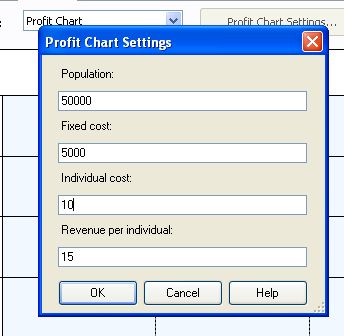 :
Profit Chart
Profit Chart Settings...
Profit Chart Settings
Population:
50000
Fixed cost:
5000
Individual cost:
10
Revenue per individual:
15
OK Cancel Help